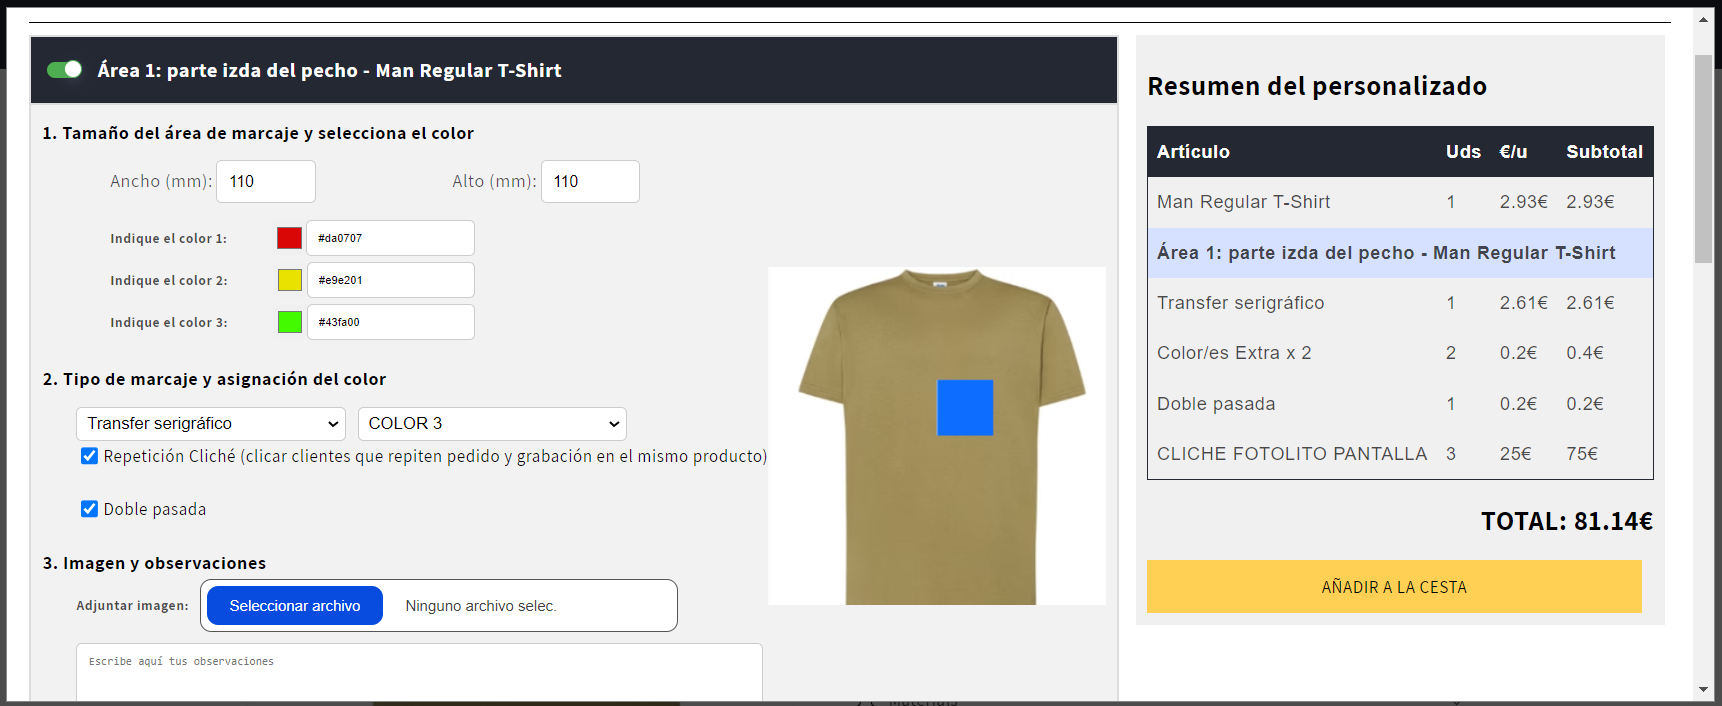 Área 1: parte izda del pecho - Man Regular T-Shirt
1. Tamaño del área de marcaje y selecciona el color
Ancho (mm): 110 Alto (mm): 110
Indique el color 1: #da0707
Indique el color 2: #e9e201
Indique el color 3: #43fa00
2. Tipo de marcaje y asignación del color
Transfer serigráfico COLOR 3
Repetición Cliché (clicar clientes que repiten pedido y grabación en el mismo producto)
Doble pasada
3. Imagen y observaciones
Adjuntar imagen: Seleccionar archivo Ninguno archivo selec.
Escribe aquí tus observaciones
Resumen del personalizado
Artículo Uds €/u Subtotal
Man Regular T-Shirt 1 2.93€ 2.93€
Área 1: parte izda del pecho - Man Regular T-Shirt
Transfer serigráfico 1 2.61€ 2.61€
Color/es Extra x 2 2 0.2€ 0.4€
Doble pasada 1 0.2€ 0.2€
CLICHE FOTOLITO PANTALLA 3 25€ 75€
TOTAL: 81.14€
AÑADIR A LA CESTA